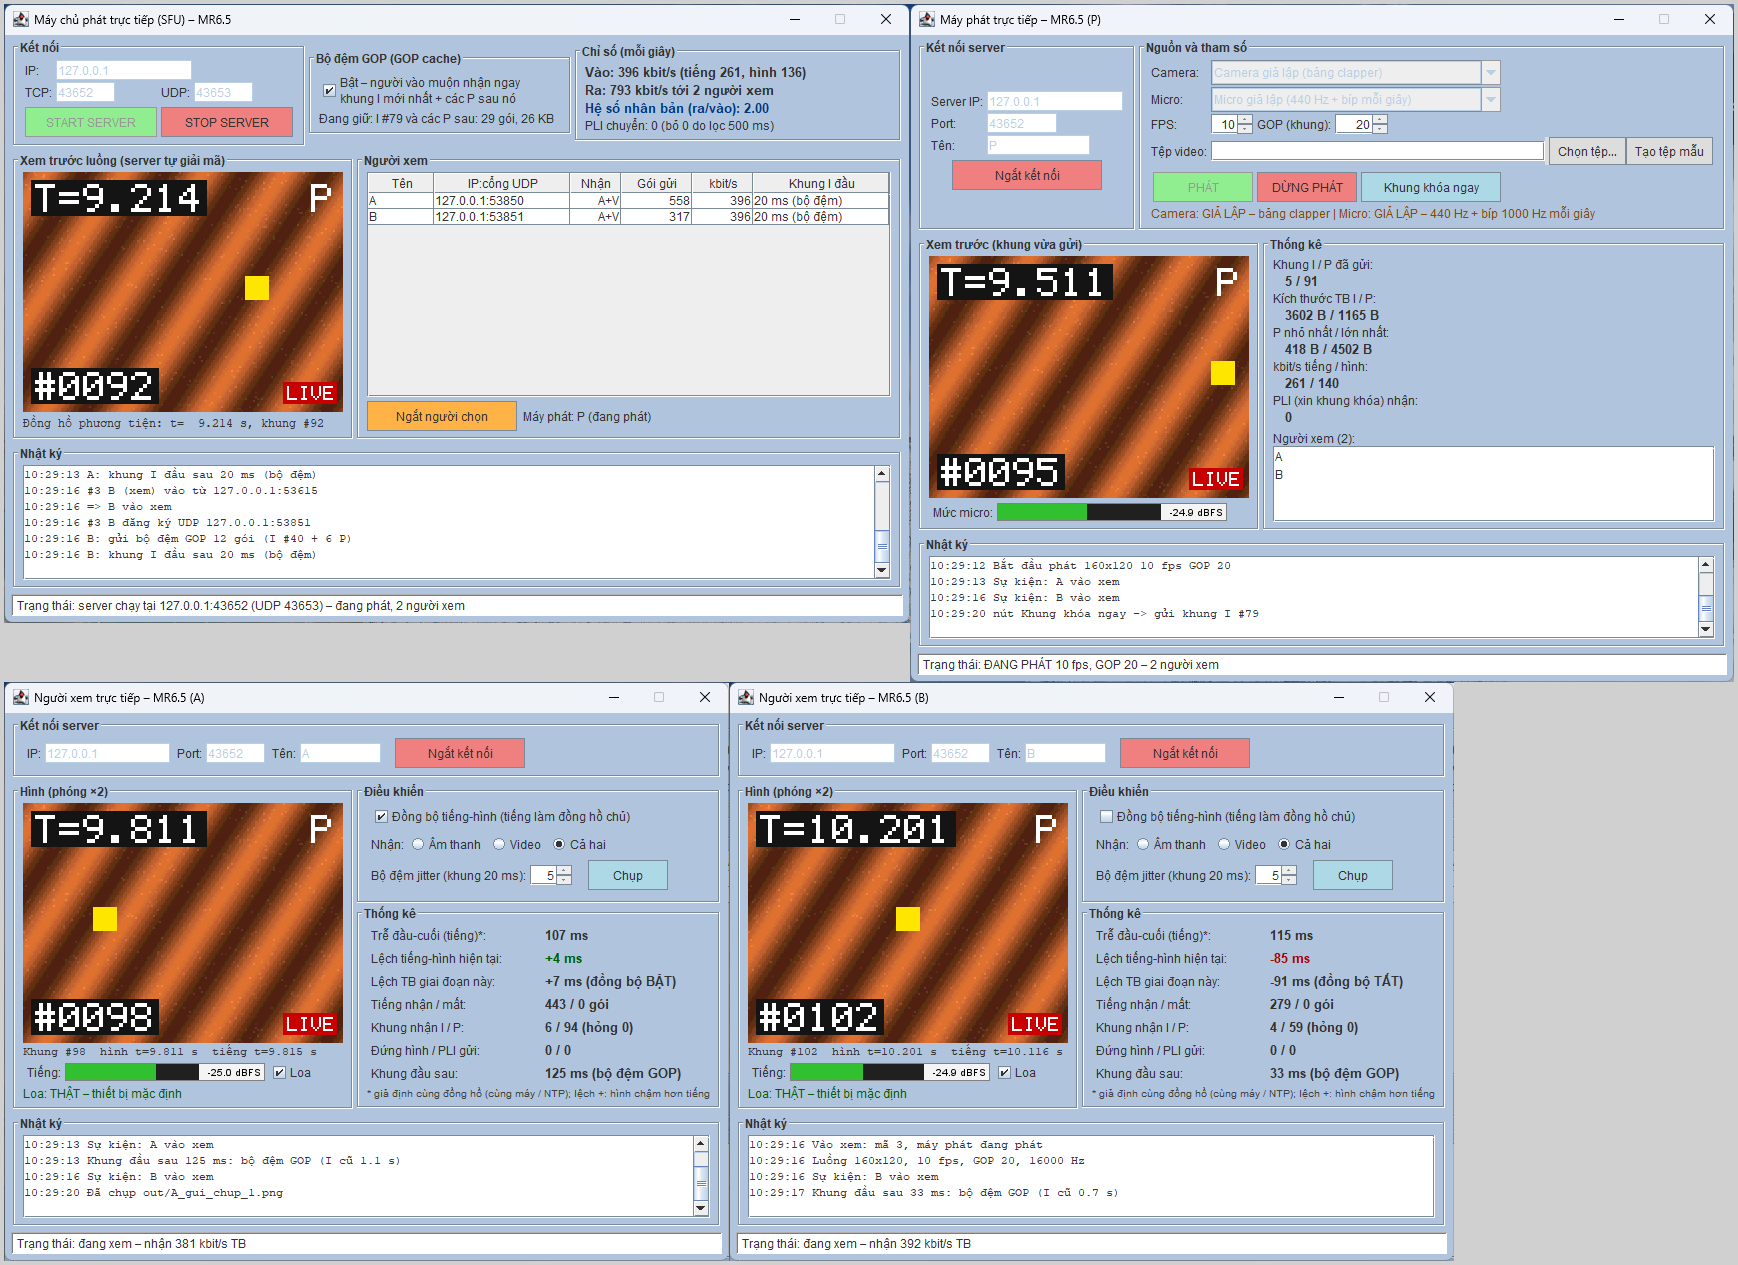 Máy chủ phát trực tiếp (SFU) – MR6.5
Kết nối
IP: 127.0.0.1
TCP: 43652 UDP: 43653
START SERVER STOP SERVER
Bộ đệm GOP (GOP cache)
Bật – người vào muộn nhận ngay
khung I mới nhất + các P sau nó
Đang giữ: I #79 và các P sau: 29 gói, 26 KB
Chỉ số (mỗi giây)
Vào: 396 kbit/s (tiếng 261, hình 136)
Ra: 793 kbit/s tới 2 người xem
Hệ số nhân bản (ra/vào): 2.00
PLI chuyển: 0 (bỏ 0 do lọc 500 ms)
Xem trước luồng (server tự giải mã)
T=9.214 P
#0092 LIVE
Đồng hồ phương tiện: t=  9.214 s, khung #92
Người xem
Tên IP:cổng UDP Nhận Gói gửi kbit/s Khung I đầu
A 127.0.0.1:53850 A+V 558 396 20 ms (bộ đệm)
B 127.0.0.1:53851 A+V 317 396 20 ms (bộ đệm)
Ngắt người chọn Máy phát: P (đang phát)
Nhật ký
10:29:13 A: khung I đầu sau 20 ms (bộ đệm)
10:29:16 #3 B (xem) vào từ 127.0.0.1:53615
10:29:16 => B vào xem
10:29:16 #3 B đăng ký UDP 127.0.0.1:53851
10:29:16 B: gửi bộ đệm GOP 12 gói (I #40 + 6 P)
10:29:16 B: khung I đầu sau 20 ms (bộ đệm)
Trạng thái: server chạy tại 127.0.0.1:43652 (UDP 43653) – đang phát, 2 người xem
Máy phát trực tiếp – MR6.5 (P)
Kết nối server
Server IP: 127.0.0.1
Port: 43652
Tên: P
Ngắt kết nối
Nguồn và tham số
Camera: Camera giả lập (bảng clapper)
Micro: Micro giả lập (440 Hz + bíp mỗi giây)
FPS: 10 GOP (khung): 20
Tệp video: Chọn tệp... Tạo tệp mẫu
PHÁT DỪNG PHÁT Khung khóa ngay
Camera: GIẢ LẬP – bảng clapper | Micro: GIẢ LẬP – 440 Hz + bíp 1000 Hz mỗi giây
Xem trước (khung vừa gửi)
T=9.511 P
#0095 LIVE
Mức micro: -24.9 dBFS
Thống kê
Khung I / P đã gửi:
5 / 91
Kích thước TB I / P:
3602 B / 1165 B
P nhỏ nhất / lớn nhất:
418 B / 4502 B
kbit/s tiếng / hình:
261 / 140
PLI (xin khung khóa) nhận:
0
Người xem (2):
A
B
Nhật ký
10:29:12 Bắt đầu phát 160x120 10 fps GOP 20
10:29:13 Sự kiện: A vào xem
10:29:16 Sự kiện: B vào xem
10:29:20 nút Khung khóa ngay -> gửi khung I #79
Trạng thái: ĐANG PHÁT 10 fps, GOP 20 – 2 người xem
Người xem trực tiếp – MR6.5 (A)
Kết nối server
IP: 127.0.0.1 Port: 43652 Tên: A Ngắt kết nối
Hình (phóng ×2)
T=9.811 P
#0098 LIVE
Khung #98  hình t=9.811 s  tiếng t=9.815 s
Tiếng: -25.0 dBFS Loa
Loa: THẬT – thiết bị mặc định
Điều khiển
Đồng bộ tiếng-hình (tiếng làm đồng hồ chủ)
Nhận: Âm thanh Video Cả hai
Bộ đệm jitter (khung 20 ms): 5 Chụp
Thống kê
Trễ đầu-cuối (tiếng)*: 107 ms
Lệch tiếng-hình hiện tại: +4 ms
Lệch TB giai đoạn này: +7 ms (đồng bộ BẬT)
Tiếng nhận / mất: 443 / 0 gói
Khung nhận I / P: 6 / 94 (hỏng 0)
Đứng hình / PLI gửi: 0 / 0
Khung đầu sau: 125 ms (bộ đệm GOP)
* giả định cùng đồng hồ (cùng máy / NTP); lệch +: hình chậm hơn tiếng
Nhật ký
10:29:13 Sự kiện: A vào xem
10:29:13 Khung đầu sau 125 ms: bộ đệm GOP (I cũ 1.1 s)
10:29:16 Sự kiện: B vào xem
10:29:20 Đã chụp out/A_gui_chup_1.png
Trạng thái: đang xem – nhận 381 kbit/s TB
Người xem trực tiếp – MR6.5 (B)
Kết nối server
IP: 127.0.0.1 Port: 43652 Tên: B Ngắt kết nối
Hình (phóng ×2)
T=10.201 P
#0102 LIVE
Khung #102  hình t=10.201 s  tiếng t=10.116 s
Tiếng: -24.9 dBFS Loa
Loa: THẬT – thiết bị mặc định
Điều khiển
Đồng bộ tiếng-hình (tiếng làm đồng hồ chủ)
Nhận: Âm thanh Video Cả hai
Bộ đệm jitter (khung 20 ms): 5 Chụp
Thống kê
Trễ đầu-cuối (tiếng)*: 115 ms
Lệch tiếng-hình hiện tại: -85 ms
Lệch TB giai đoạn này: -91 ms (đồng bộ TẮT)
Tiếng nhận / mất: 279 / 0 gói
Khung nhận I / P: 4 / 59 (hỏng 0)
Đứng hình / PLI gửi: 0 / 0
Khung đầu sau: 33 ms (bộ đệm GOP)
* giả định cùng đồng hồ (cùng máy / NTP); lệch +: hình chậm hơn tiếng
Nhật ký
10:29:16 Vào xem: mã 3, máy phát đang phát
10:29:16 Luồng 160x120, 10 fps, GOP 20, 16000 Hz
10:29:16 Sự kiện: B vào xem
10:29:17 Khung đầu sau 33 ms: bộ đệm GOP (I cũ 0.7 s)
Trạng thái: đang xem – nhận 392 kbit/s TB